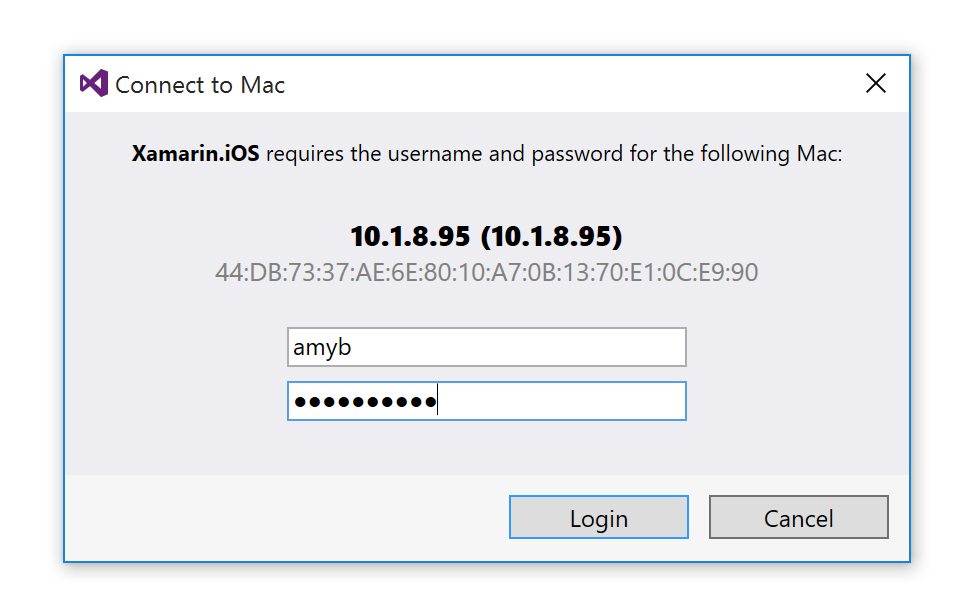 Connect to Mac
Xamarin.iOS requires the username and password for the following Mac:
10.1.8.95 (10.1.8.95)
44:DB:73:37:AE:6E:80:10:A7:0B:13:70:E1:0C:E9:90
amyb
●●●●●●●●●●
Login
Cancel